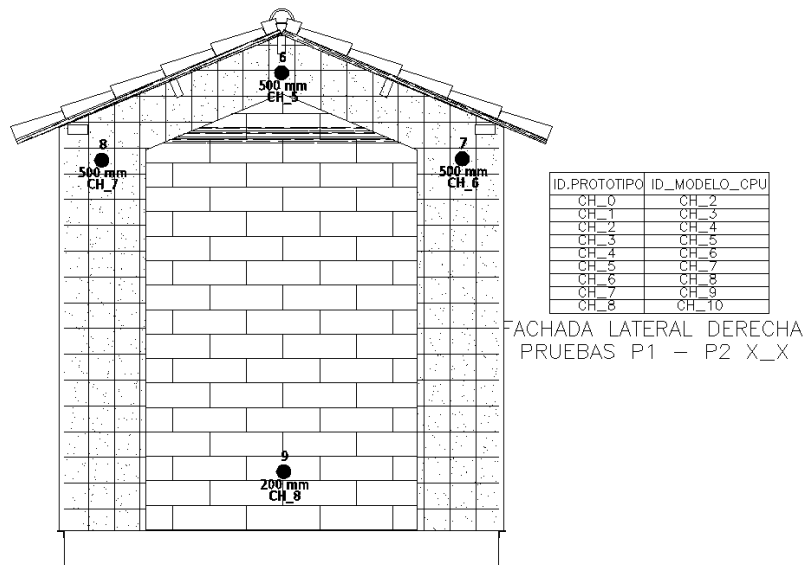 6
500 mm
CH_5
8
500 mm
CH_7
7
500 mm
CH_6
9
200 mm
CH_8
ID.PROTOTIPO ID_MODELO_CPU
CH_0 CH_2
CH_1 CH_3
CH_2 CH_4
CH_3 CH_5
CH_4 CH_6
CH_5 CH_7
CH_6 CH_8
CH_7 CH_9
CH_8 CH_10
FACHADA LATERAL DERECHA
PRUEBAS P1 – P2 X_X